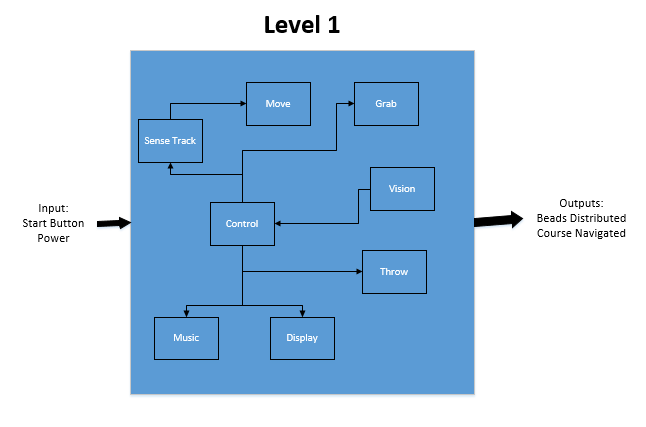 Level 1
Move
Grab
Sense Track
Vision
Input:
Start Button
Power
Control
Outputs:
Beads Distributed
Course Navigated
Throw
Music
Display